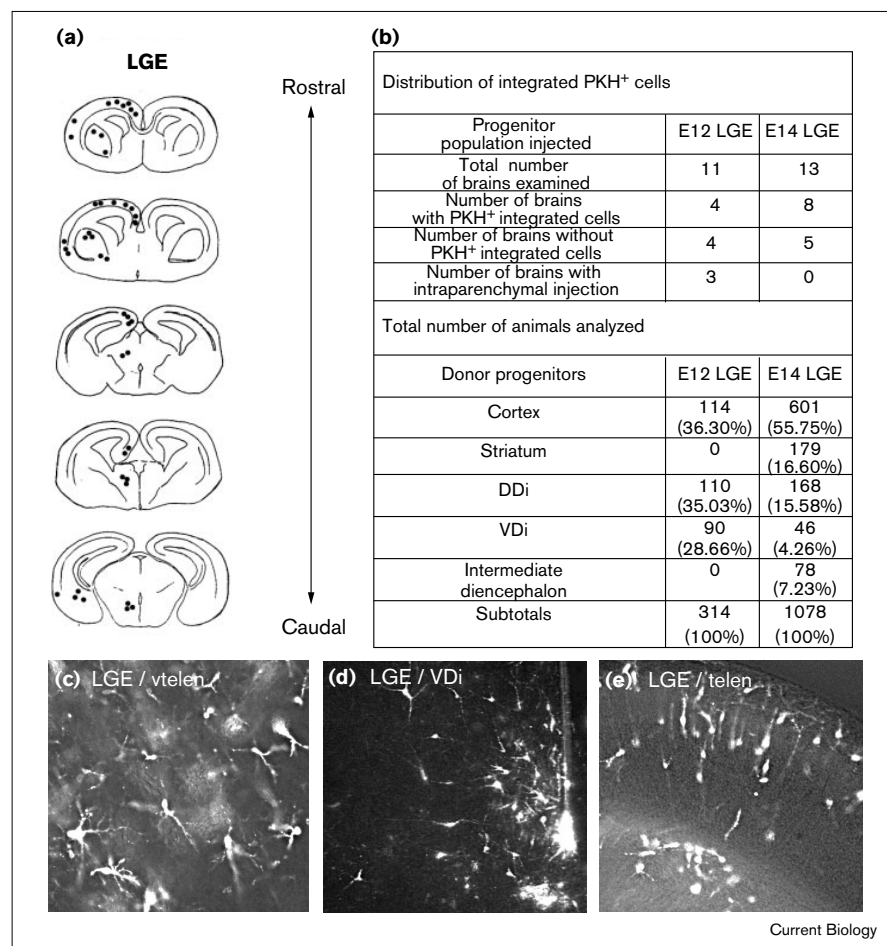 (a)
LGE
Rostral
Caudal
(b)
Distribution of integrated PKH⁺ cells
Progenitor population injected E12 LGE E14 LGE
Total number of brains examined 11 13
Number of brains with PKH⁺ integrated cells 4 8
Number of brains without PKH⁺ integrated cells 4 5
Number of brains with intraparenchymal injection 3 0
Total number of animals analyzed
Donor progenitors E12 LGE E14 LGE
Cortex 114 (36.30%) 601 (55.75%)
Striatum 0 179 (16.60%)
DDi 110 (35.03%) 168 (15.58%)
VDi 90 (28.66%) 46 (4.26%)
Intermediate diencephalon 0 78 (7.23%)
Subtotals 314 (100%) 1078 (100%)
(c) LGE / vtelen
(d) LGE / VDi
(e) LGE / telen
Current Biology